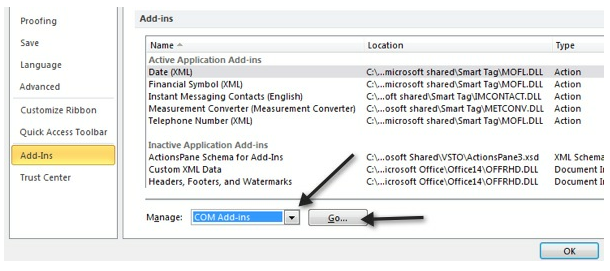 Proofing
Save
Language
Advanced
Customize Ribbon
Quick Access Toolbar
Add-Ins
Trust Center
Add-ins
Name Location Type
Active Application Add-ins
Date (XML) C:\...microsoft shared\Smart Tag\MOFL.DLL Action
Financial Symbol (XML) C:\...microsoft shared\Smart Tag\MOFL.DLL Action
Instant Messaging Contacts (English) C:\...oft shared\Smart Tag\IMCONTACT.DLL Action
Measurement Converter (Measurement Converter) C:\...osoft shared\Smart Tag\METCONV.DLL Action
Telephone Number (XML) C:\...microsoft shared\Smart Tag\MOFL.DLL Action
Inactive Application Add-ins
ActionsPane Schema for Add-Ins C:\...osoft Shared\VSTO\ActionsPane3.xsd XML Schema
Custom XML Data C:\...icrosoft Office\Office14\OFFRHD.DLL Document I
Headers, Footers, and Watermarks C:\...icrosoft Office\Office14\OFFRHD.DLL Document I
Manage: COM Add-ins Go...
OK